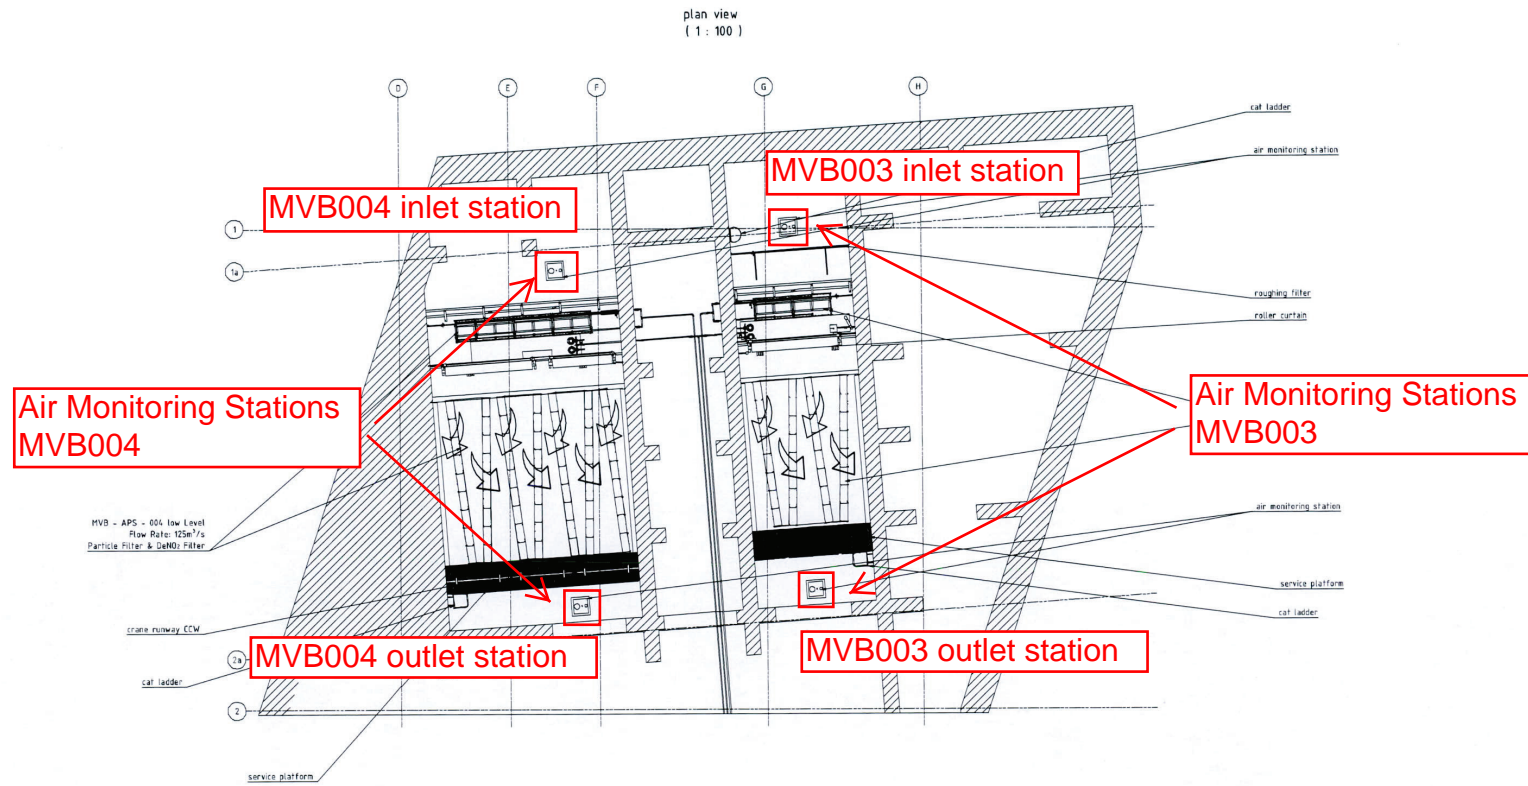 plan view
( 1 : 100 )
D
E
F
G
H
cat ladder
air monitoring station
MVB003 inlet station
MVB004 inlet station
1
1a
roughing filter
roller curtain
Air Monitoring Stations
MVB004
Air Monitoring Stations
MVB003
MVB - APS - 004 low Level
Flow Rate: 125m³/s
Particle Filter & DeNO₂ Filter
air monitoring station
service platform
cat ladder
crane runway CCW
MVB004 outlet station
MVB003 outlet station
2a
cat ladder
2
service platform